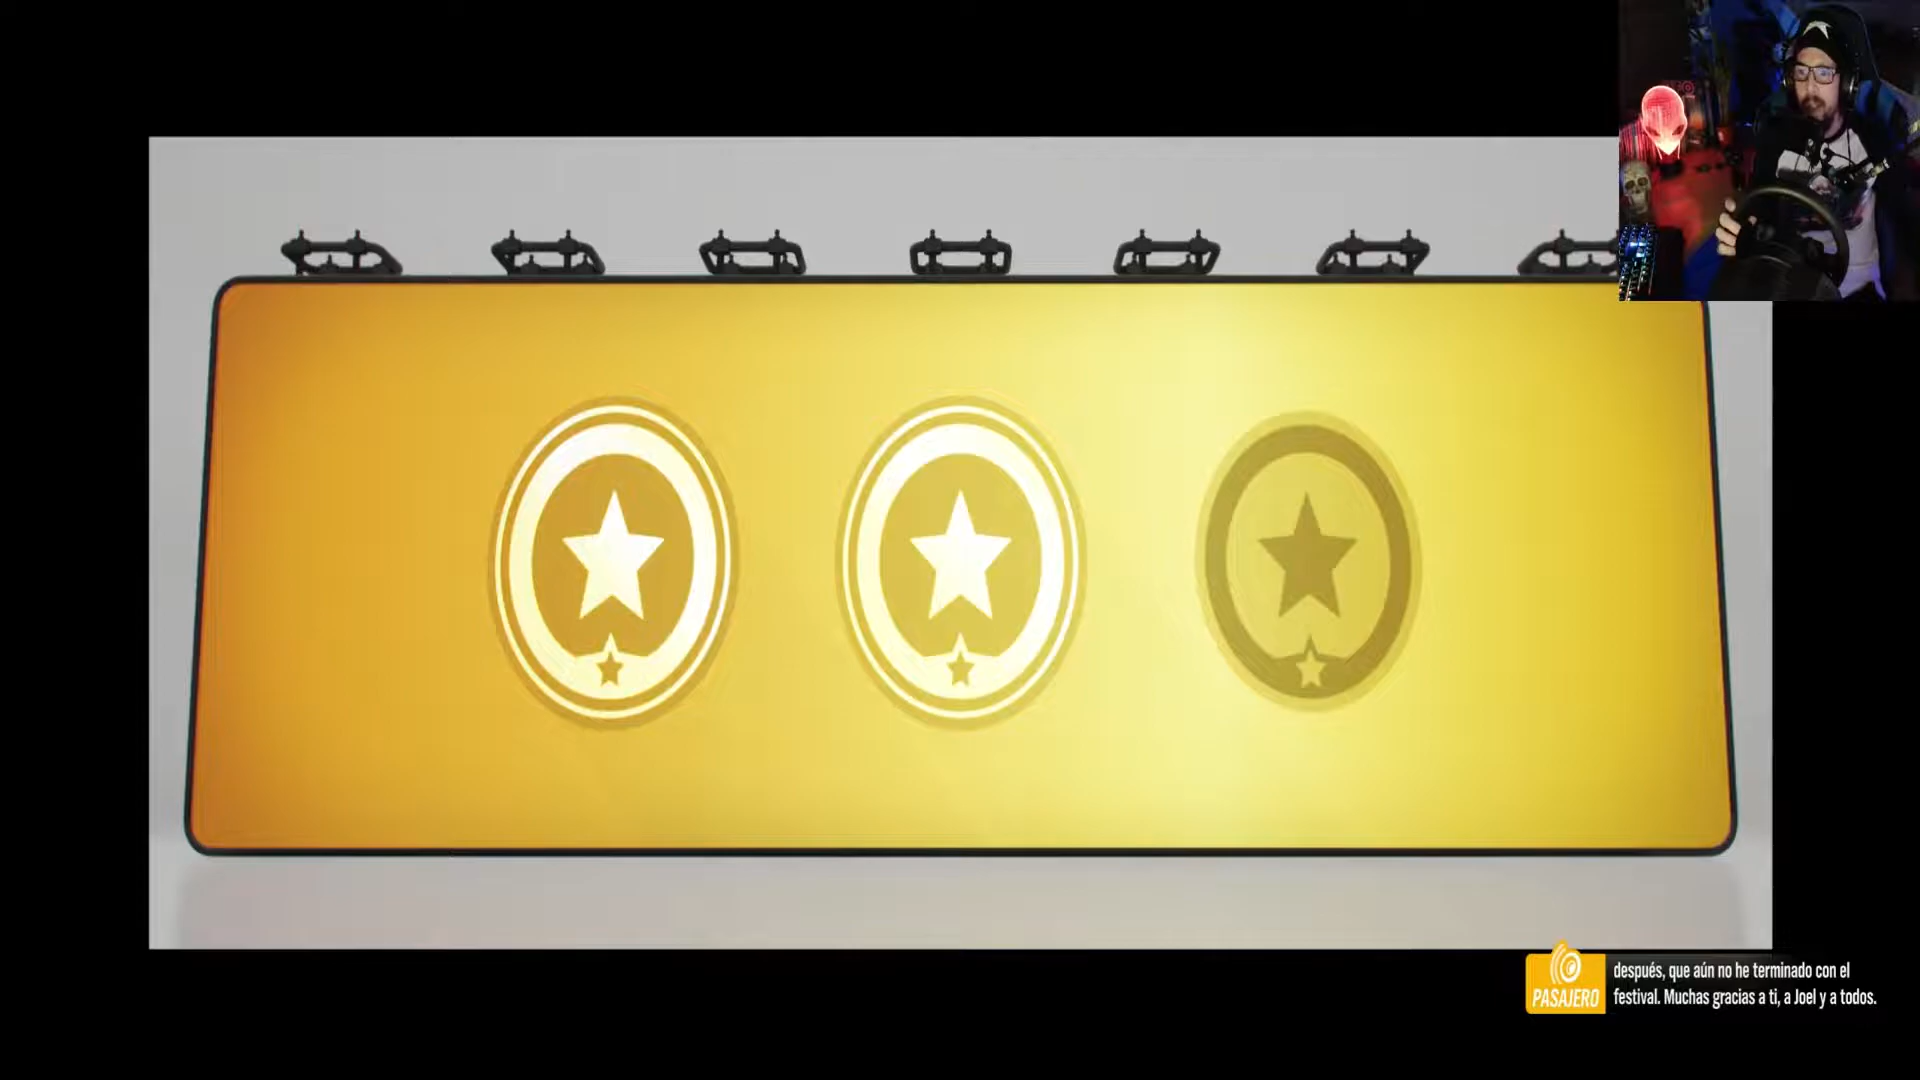 después, que aún no he terminado con el
PASAJERO
festival. Muchas gracias a ti, a Joel y a todos.